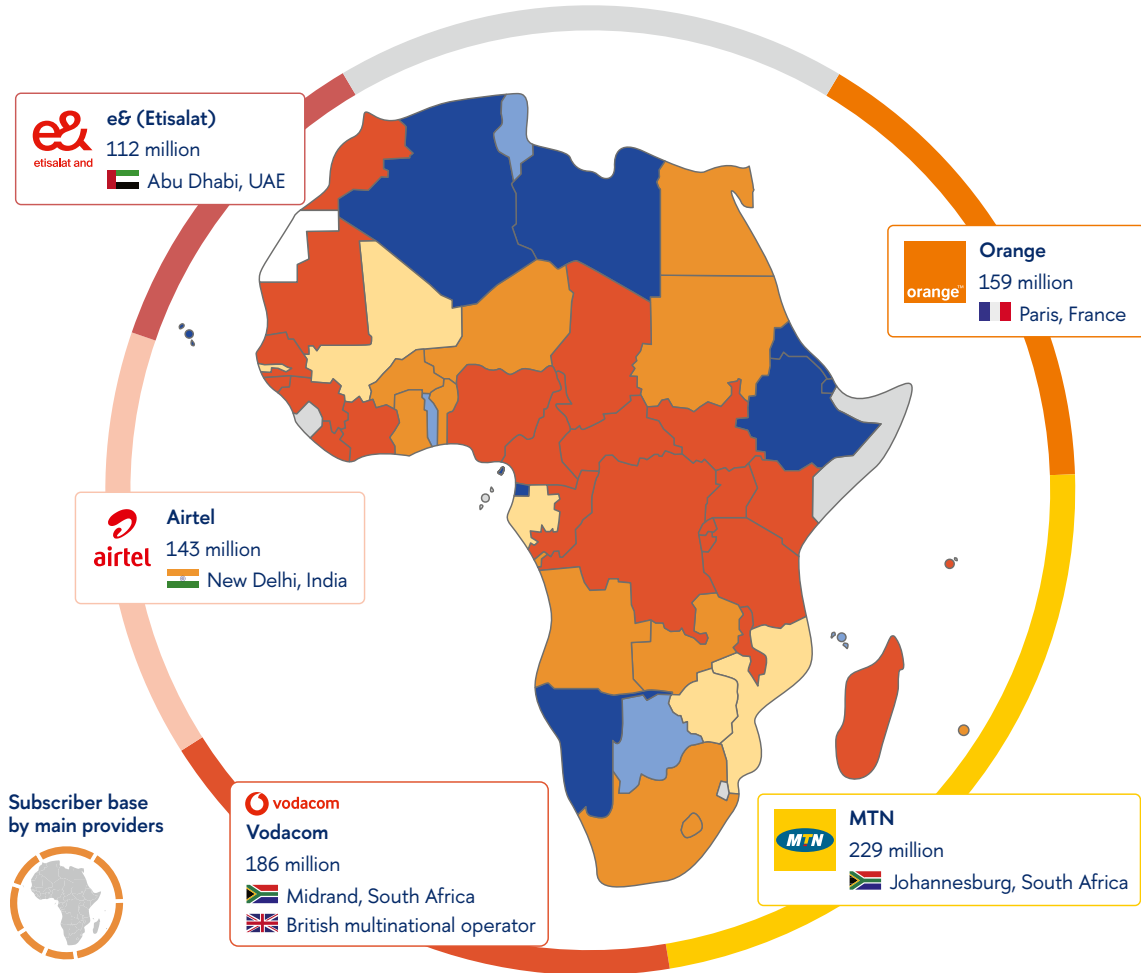 e& (Etisalat)
112 million
Abu Dhabi, UAE
e&
etisalat and
Orange
159 million
Paris, France
orange™
Airtel
143 million
New Delhi, India
airtel
vodacom
Vodacom
186 million
Midrand, South Africa
British multinational operator
MTN
MTN
229 million
Johannesburg, South Africa
Subscriber base
by main providers